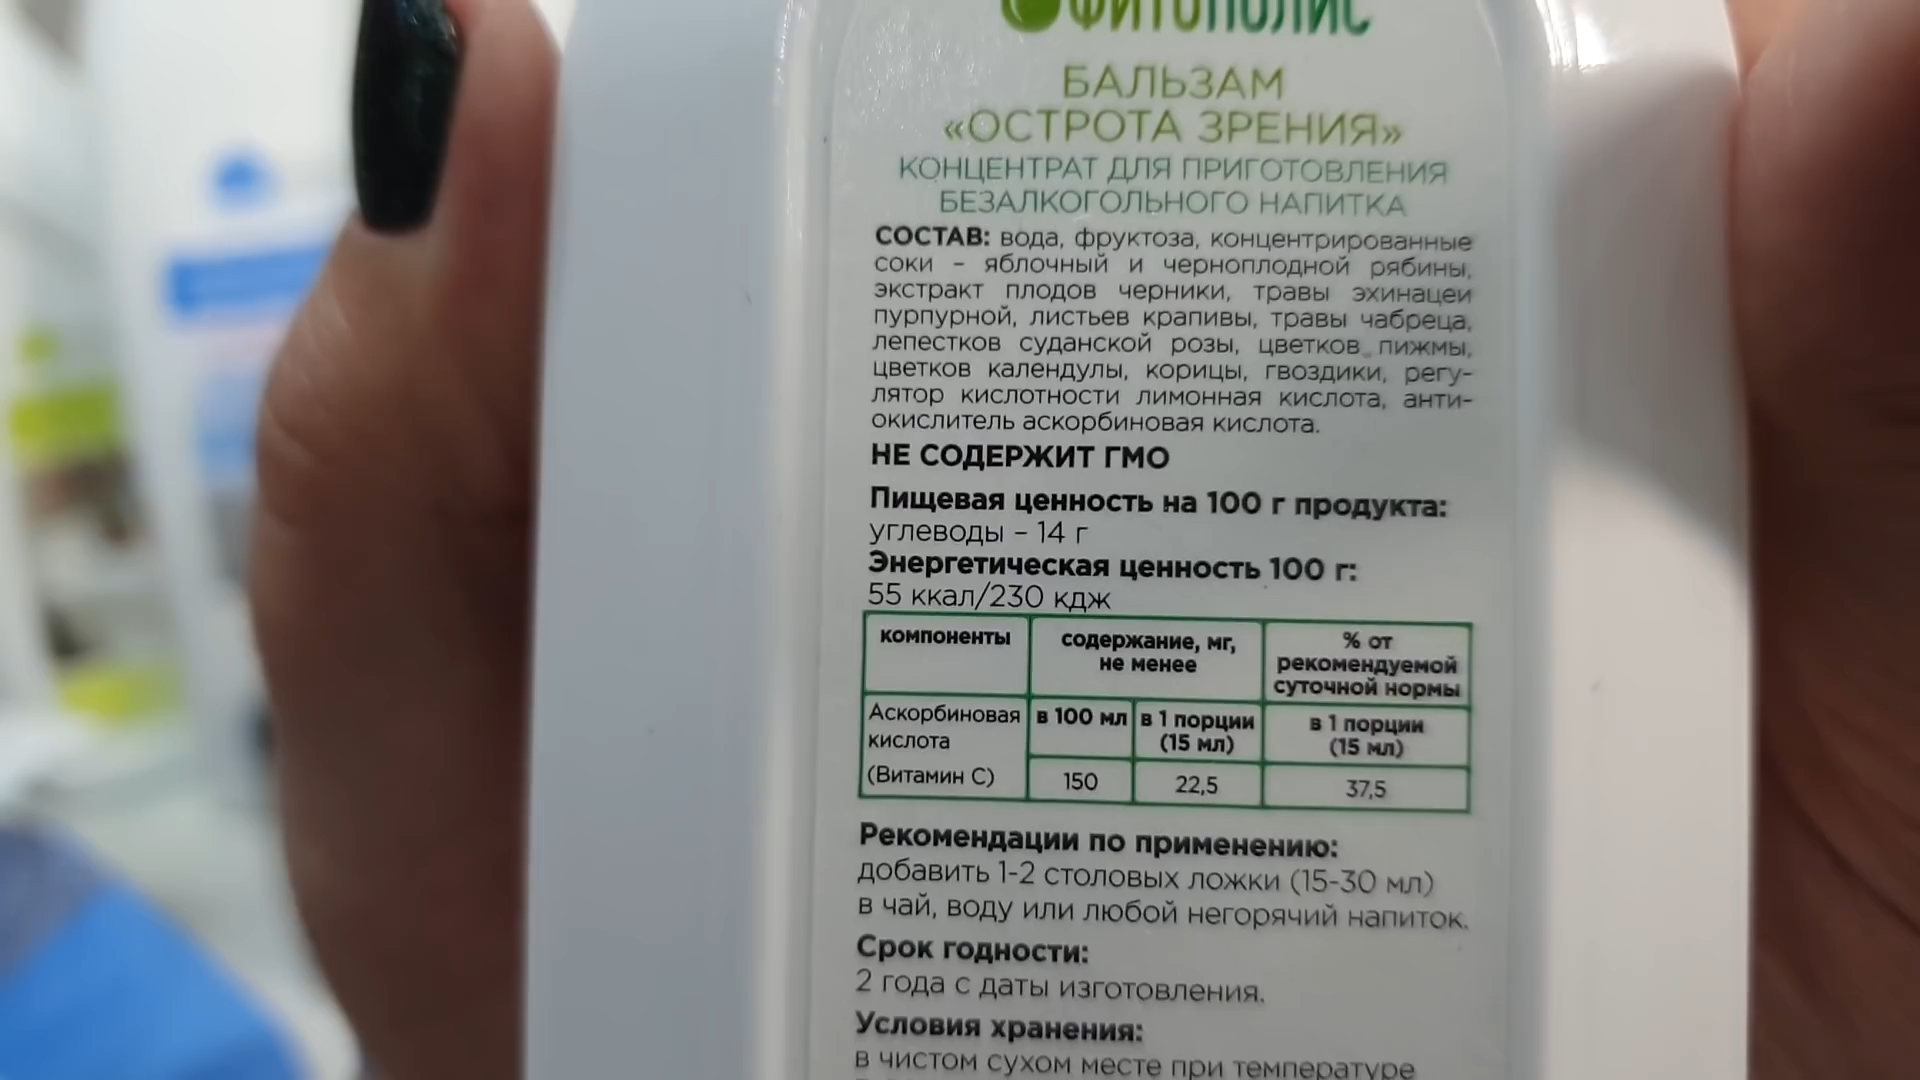 ФИТОПОЛИС
БАЛЬЗАМ
«ОСТРОТА ЗРЕНИЯ»
КОНЦЕНТРАТ ДЛЯ ПРИГОТОВЛЕНИЯ
БЕЗАЛКОГОЛЬНОГО НАПИТКА
СОСТАВ: вода, фруктоза, концентрированные
соки – яблочный и черноплодной рябины,
экстракт плодов черники, травы эхинацеи
пурпурной, листьев крапивы, травы чабреца,
лепестков суданской розы, цветков пижмы,
цветков календулы, корицы, гвоздики, регу-
лятор кислотности лимонная кислота, анти-
окислитель аскорбиновая кислота.
НЕ СОДЕРЖИТ ГМО
Пищевая ценность на 100 г продукта:
углеводы – 14 г
Энергетическая ценность 100 г:
55 ккал/230 кдж
компоненты
содержание, мг,
не менее
% от
рекомендуемой
суточной нормы
Аскорбиновая
кислота
(Витамин С)
в 100 мл
в 1 порции
(15 мл)
в 1 порции
(15 мл)
150
22,5
37,5
Рекомендации по применению:
добавить 1-2 столовых ложки (15-30 мл)
в чай, воду или любой негорячий напиток.
Срок годности:
2 года с даты изготовления.
Условия хранения:
в чистом сухом месте при температуре